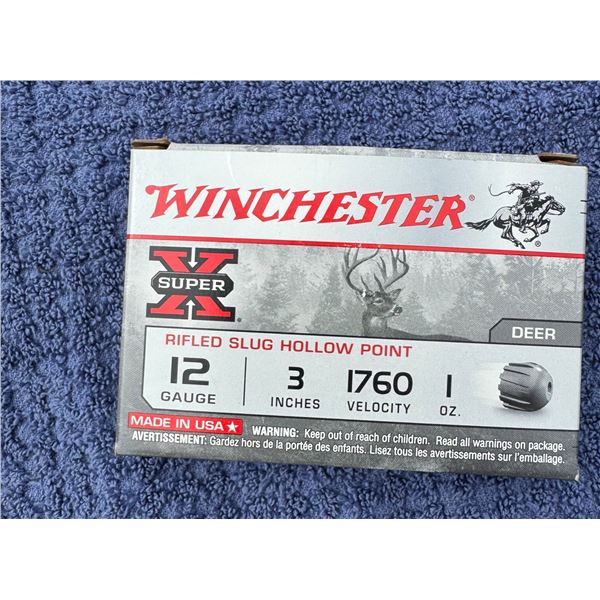 WINCHESTER
SUPER X
DEER
RIFLED SLUG HOLLOW POINT
12 GAUGE
3 INCHES
1760 VELOCITY
1 OZ.
MADE IN USA
WARNING: Keep out of reach of children. Read all warnings on package.
AVERTISSEMENT: Gardez hors de la portée des enfants. Lisez tous les avertissements sur l'emballage.